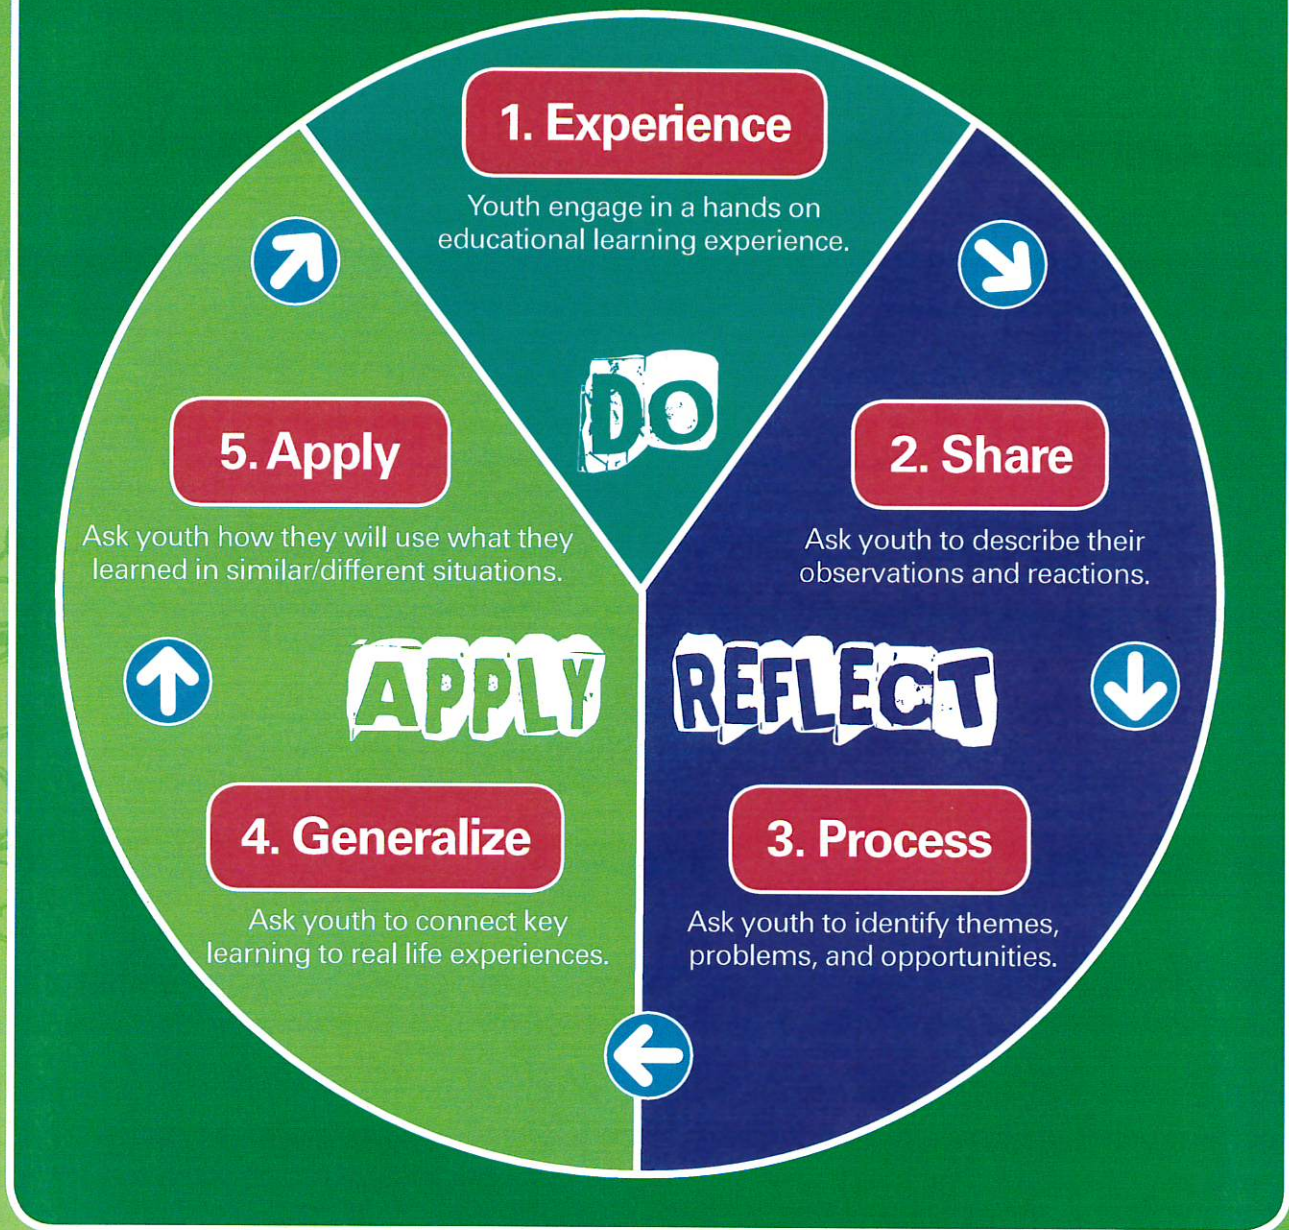 1. Experience
Youth engage in a hands on
educational learning experience.
DO
2. Share
Ask youth to describe their
observations and reactions.
REFLECT
3. Process
Ask youth to identify themes,
problems, and opportunities.
4. Generalize
Ask youth to connect key
learning to real life experiences.
APPLY
5. Apply
Ask youth how they will use what they
learned in similar/different situations.